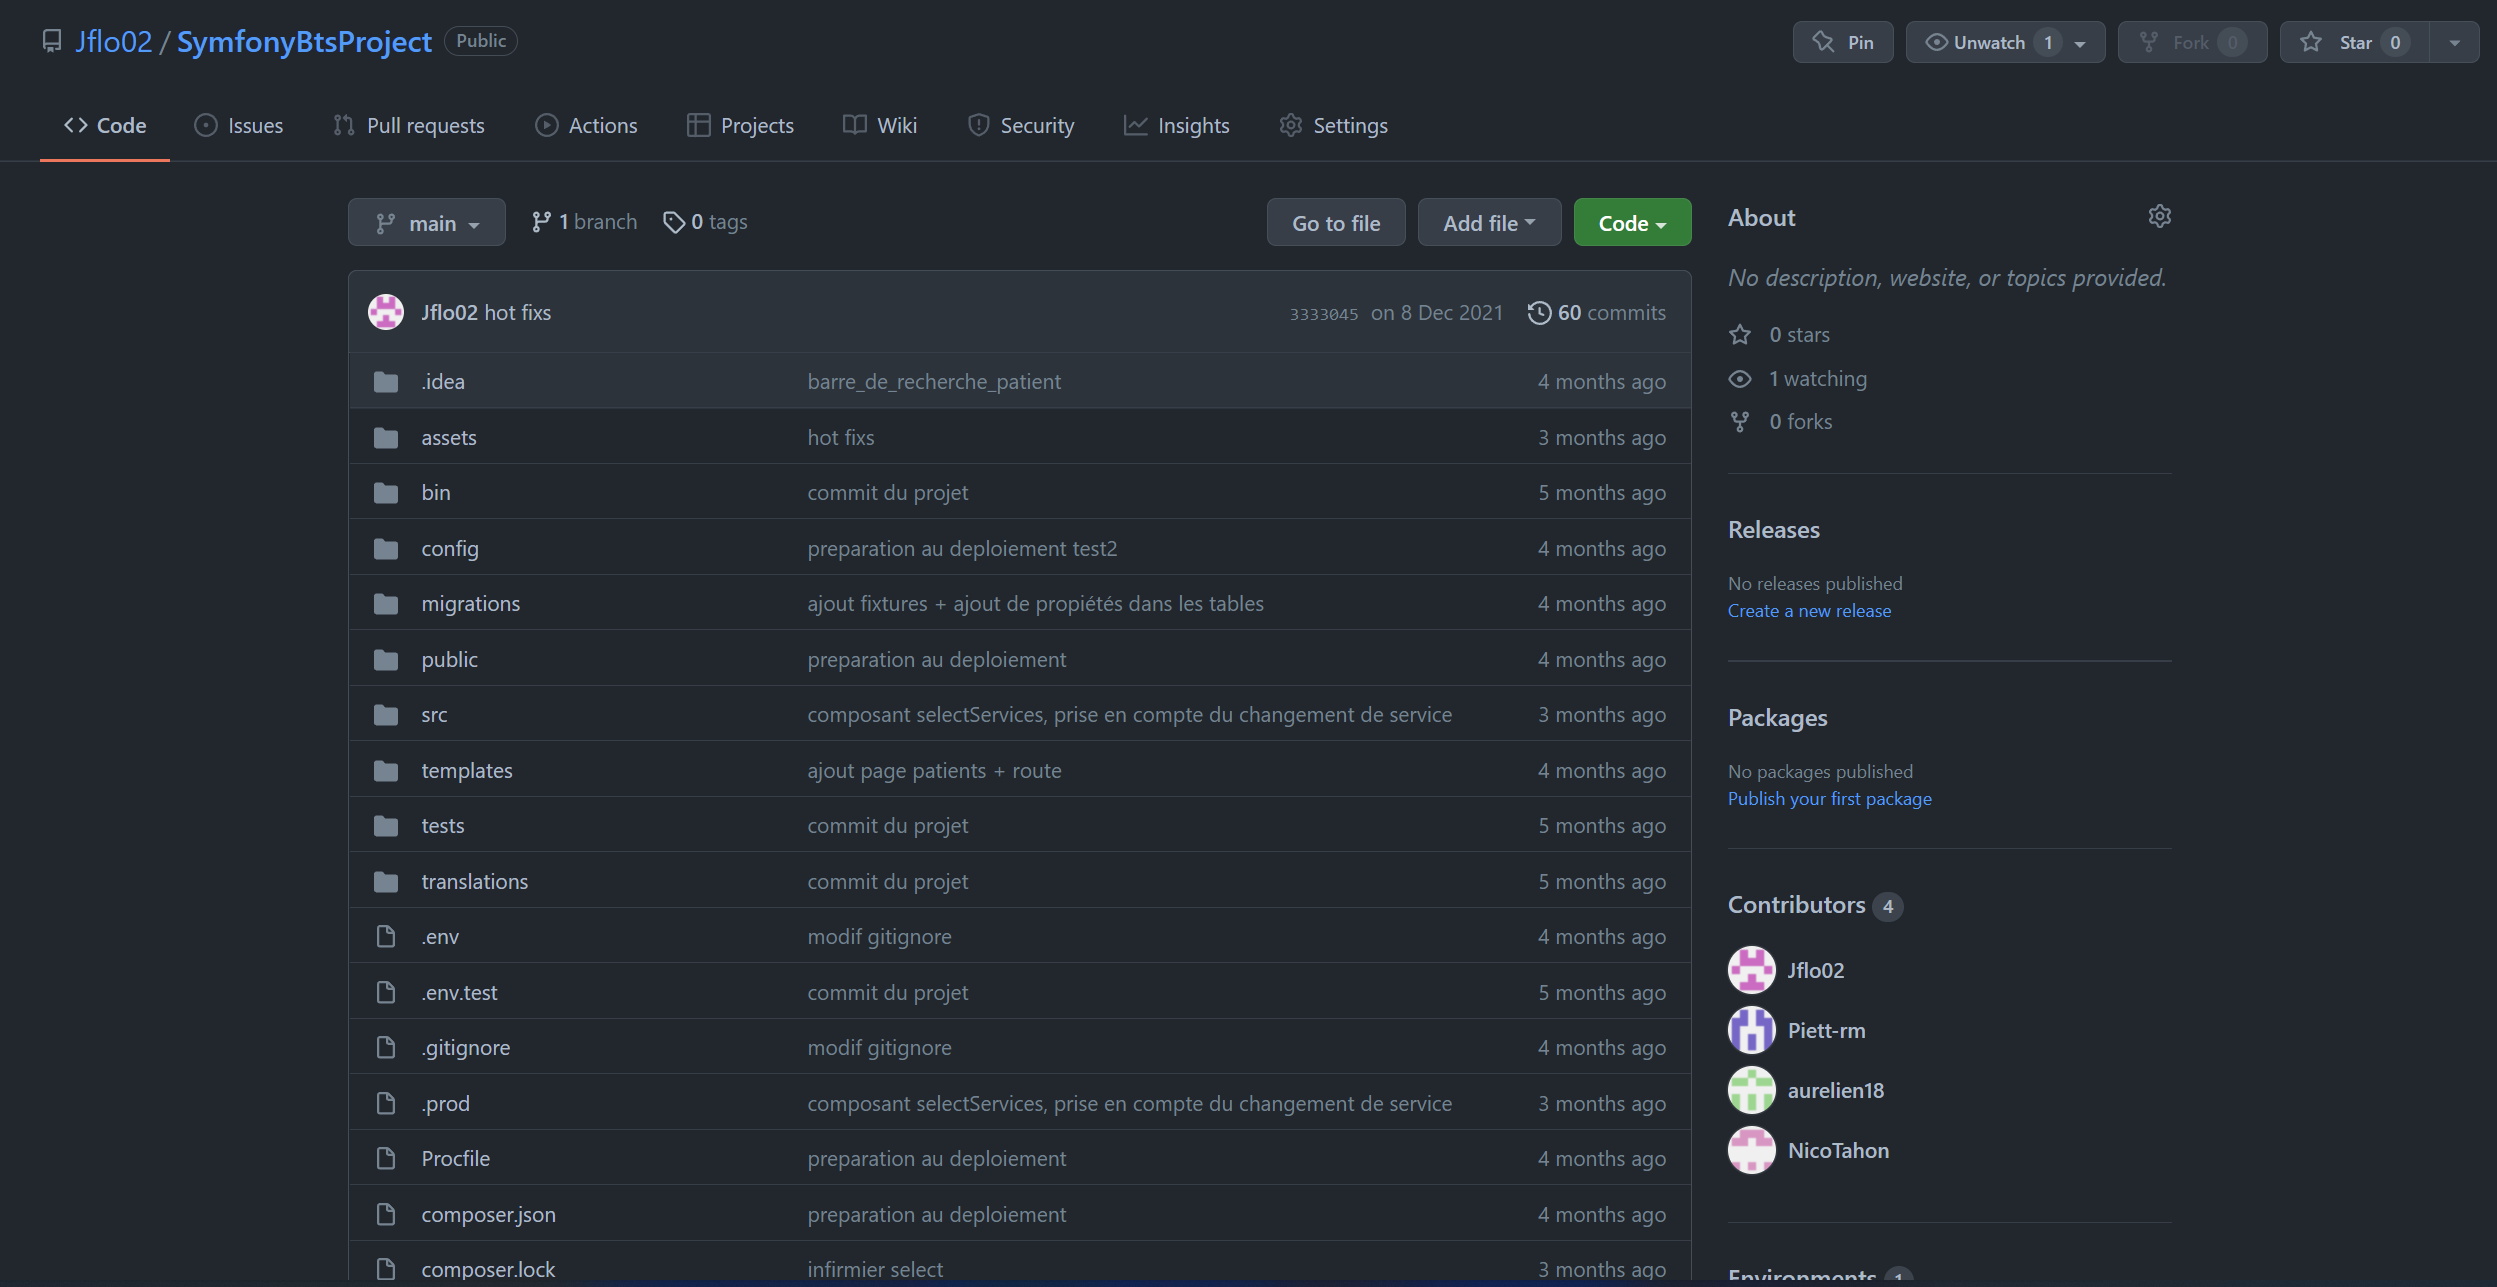 Jflo02 / SymfonyBtsProject Public
Pin
Unwatch 1
Fork 0
Star 0
Code
Issues
Pull requests
Actions
Projects
Wiki
Security
Insights
Settings
main
1 branch
0 tags
Go to file
Add file
Code
Jflo02 hot fixs 3333045 on 8 Dec 2021 60 commits
.idea barre_de_recherche_patient 4 months ago
assets hot fixs 3 months ago
bin commit du projet 5 months ago
config preparation au deploiement test2 4 months ago
migrations ajout fixtures + ajout de propiétés dans les tables 4 months ago
public preparation au deploiement 4 months ago
src composant selectServices, prise en compte du changement de service 3 months ago
templates ajout page patients + route 4 months ago
tests commit du projet 5 months ago
translations commit du projet 5 months ago
.env modif gitignore 4 months ago
.env.test commit du projet 5 months ago
.gitignore modif gitignore 4 months ago
.prod composant selectServices, prise en compte du changement de service 3 months ago
Procfile preparation au deploiement 4 months ago
composer.json preparation au deploiement 4 months ago
composer.lock infirmier select 3 months ago
About
No description, website, or topics provided.
0 stars
1 watching
0 forks
Releases
No releases published
Create a new release
Packages
No packages published
Publish your first package
Contributors 4
Jflo02
Piett-rm
aurelien18
NicoTahon
Environments 1